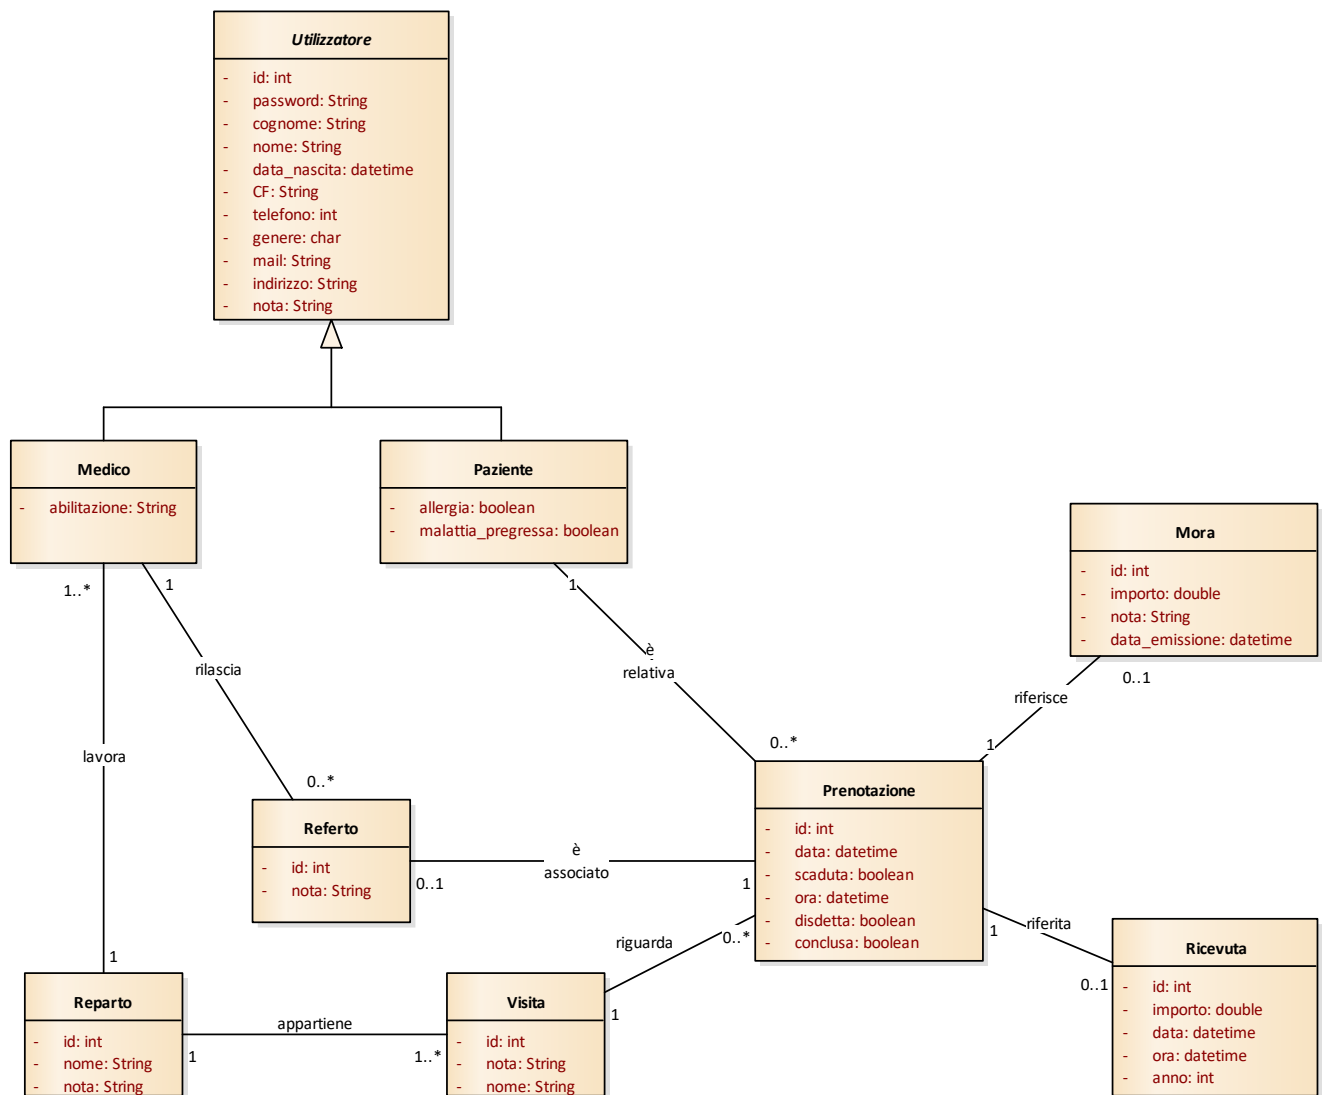 Utilizzatore
- id: int
- password: String
- cognome: String
- nome: String
- data_nascita: datetime
- CF: String
- telefono: int
- genere: char
- mail: String
- indirizzo: String
- nota: String
Medico
- abilitazione: String
Paziente
- allergia: boolean
- malattia_pregressa: boolean
Mora
- id: int
- importo: double
- nota: String
- data_emissione: datetime
1..*
1
1
0..1
rilascia
è
relativa
riferisce
lavora
0..*
0..*
1
Prenotazione
- id: int
- data: datetime
- scaduta: boolean
- ora: datetime
- disdetta: boolean
- conclusa: boolean
Referto
- id: int
- nota: String
è
associato
0..1
1
riguarda
0..*
1
riferita
1
0..1
Ricevuta
- id: int
- importo: double
- data: datetime
- ora: datetime
- anno: int
1
Reparto
- id: int
- nome: String
- nota: String
appartiene
1
1..*
Visita
- id: int
- nota: String
- nome: String